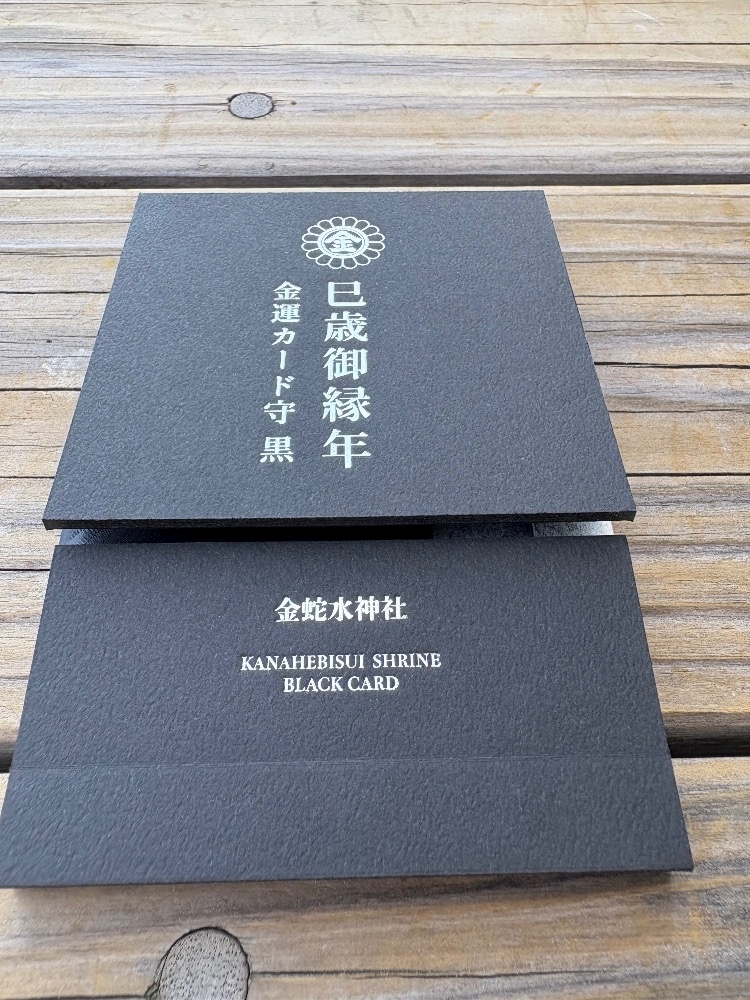 金
巳歳御縁年
金運カード守 黒
金蛇水神社
KANAHEBISUI SHRINE
BLACK CARD